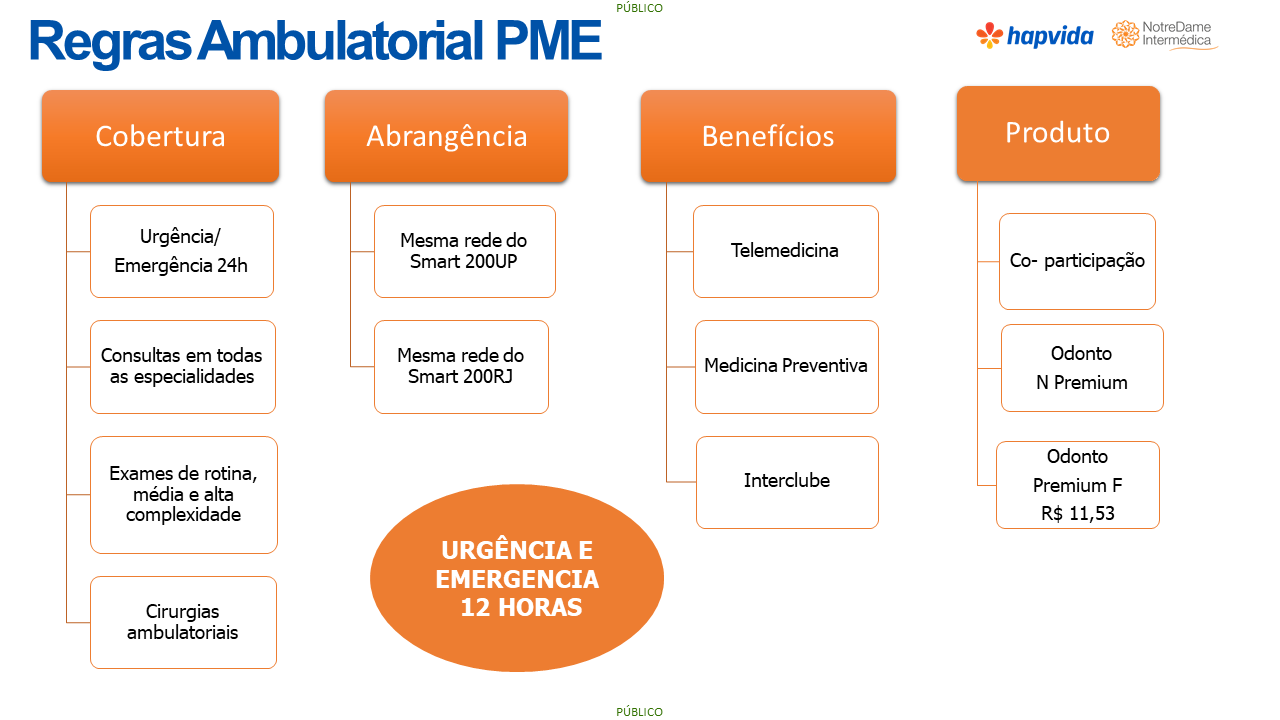 PÚBLICO
Regras Ambulatorial PME
hapvida
NotreDame
Intermédica
Cobertura
Urgência/
Emergência 24h
Consultas em todas
as especialidades
Exames de rotina,
média e alta
complexidade
Cirurgias
ambulatoriais
Abrangência
Mesma rede do
Smart 200UP
Mesma rede do
Smart 200RJ
URGÊNCIA E
EMERGENCIA
12 HORAS
Benefícios
Telemedicina
Medicina Preventiva
Interclube
Produto
Co- participação
Odonto
N Premium
Odonto
Premium F
R$ 11,53
PÚBLICO